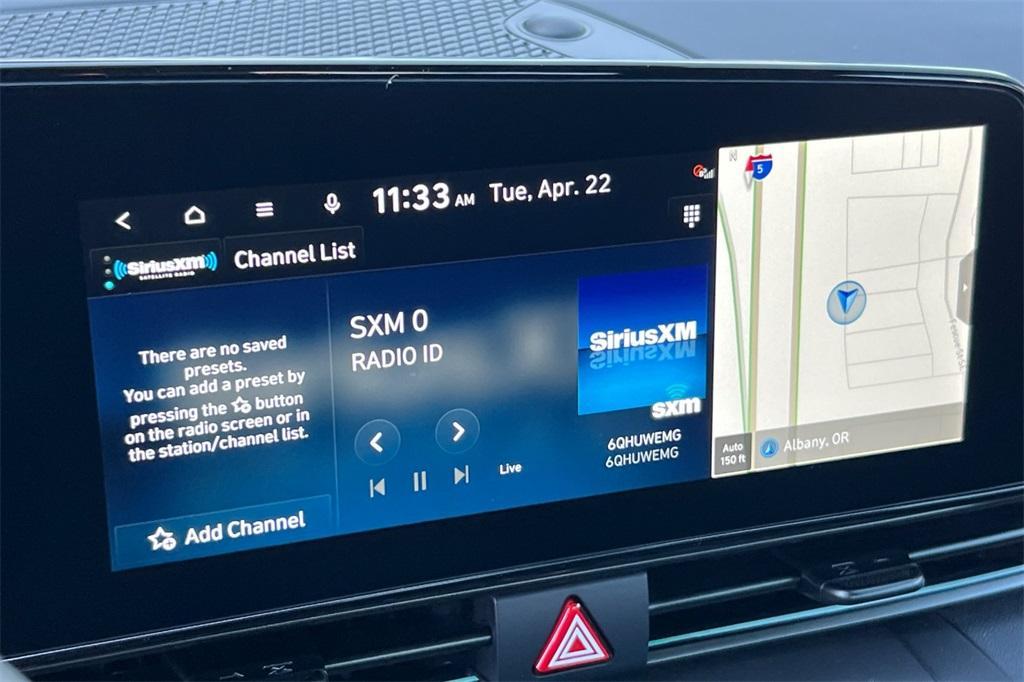 11:33 AM Tue, Apr. 22
SiriusXM
SATELLITE RADIO
Channel List
There are no saved
presets.
You can add a preset by
pressing the button
on the radio screen or in
the station/channel list.
Add Channel
SXM 0
RADIO ID
Live
SiriusXM
sxm
6QHUWEMG
6QHUWEMG
N
5
Auto
150 ft
Albany, OR